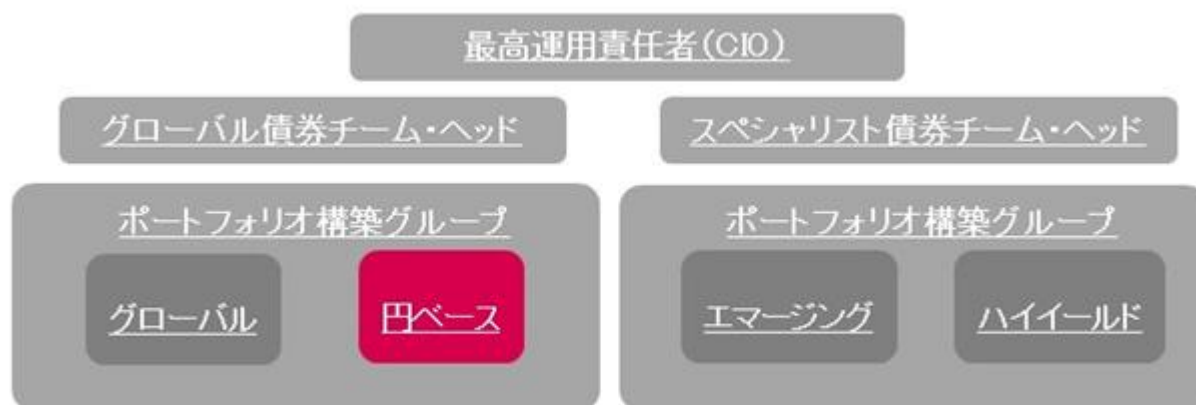 最高運用責任者(CIO)
グローバル債券チーム・ヘッド
スペシャリスト債券チーム・ヘッド
ポートフォリオ構築グループ
ポートフォリオ構築グループ
グローバル
円ベース
エマージング
ハイイールド